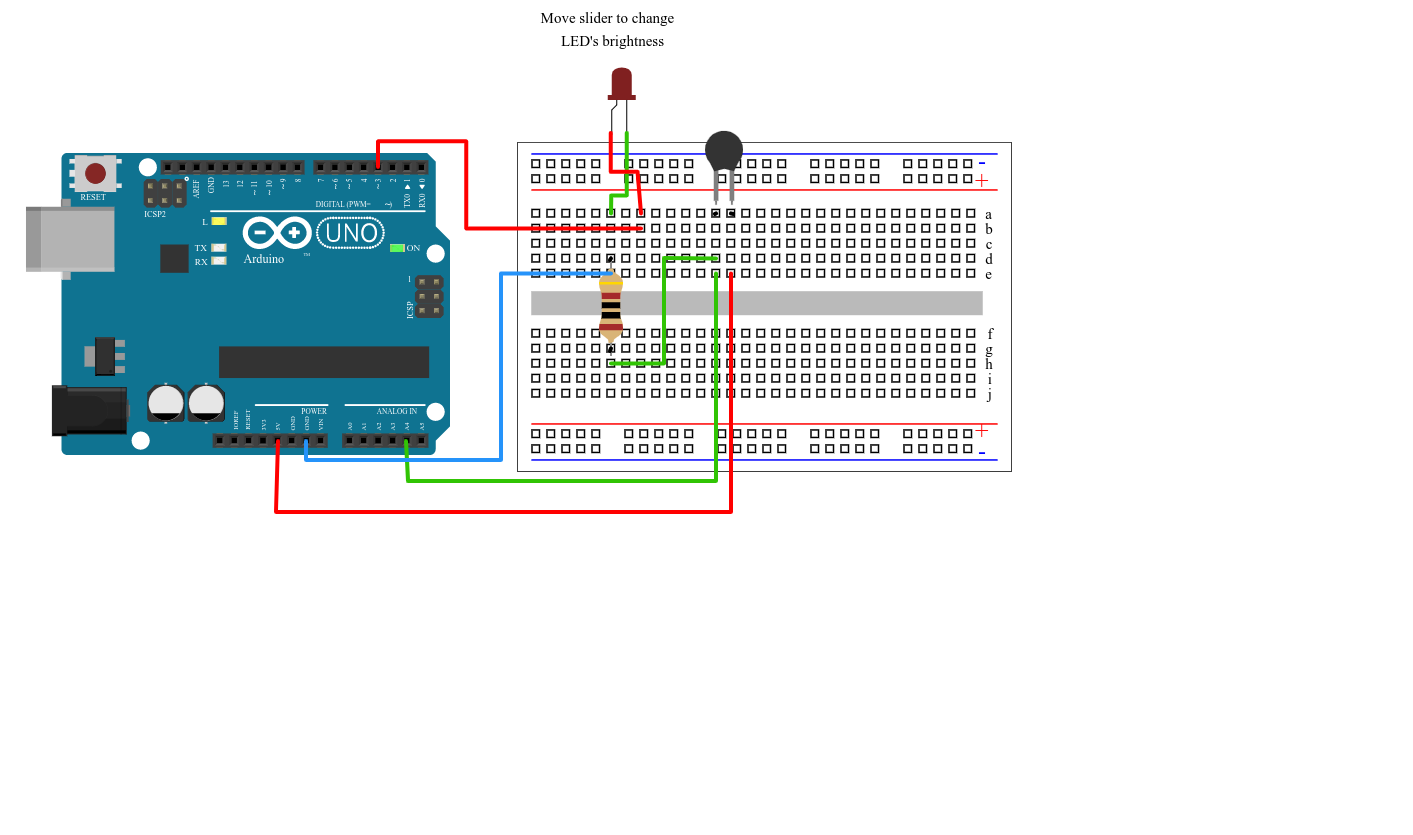 Move slider to change
LED's brightness
RESET
ICSP2
AREF
GND
13
12
~11
~10
~9
8
7
~6
~5
4
~3
2
TX0 ▶ 1
RX0 ◀ 0
DIGITAL (PWM=
L
TX
RX
UNO
ON
Arduino
TM
1
ICSP
IOREF
RESET
3V3
5V
GND
GND
VIN
POWER
ANALOG IN
A0
A1
A2
A3
A4
A5
-
+
a
b
c
d
e
f
g
h
i
j
+
-